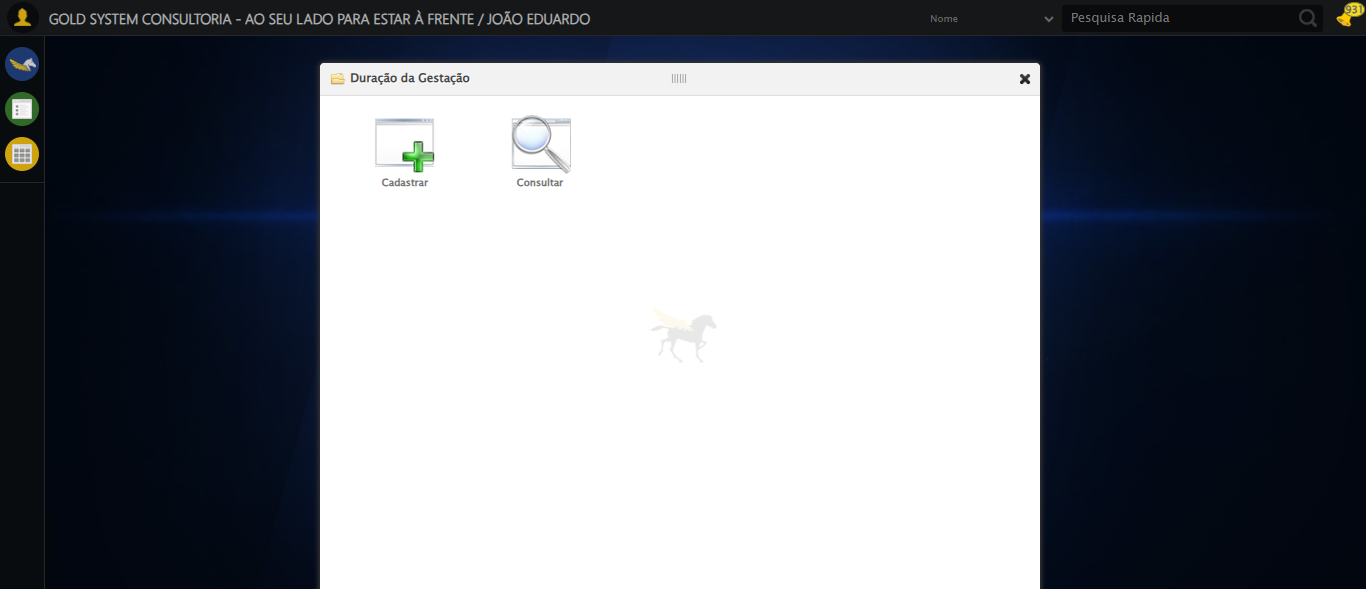 GOLD SYSTEM CONSULTORIA - AO SEU LADO PARA ESTAR À FRENTE / JOÃO EDUARDO
Nome
Pesquisa Rapida
931
Duração da Gestação
Cadastrar
Consultar